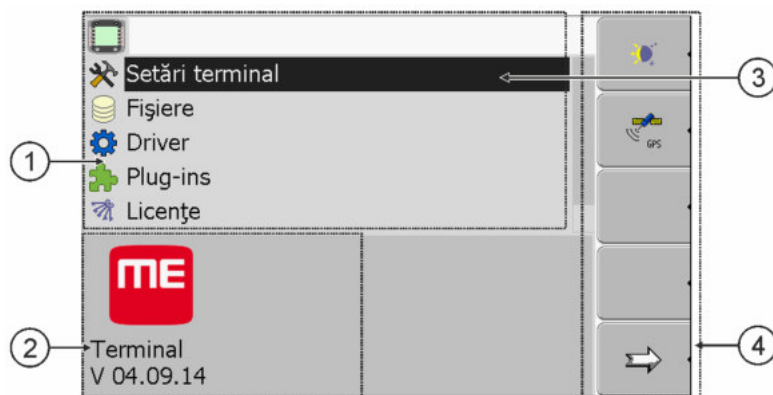 Setări terminal
Fişiere
Driver
Plug-ins
Licenţe
GPS
ME
Terminal
V 04.09.14
1
2
3
4